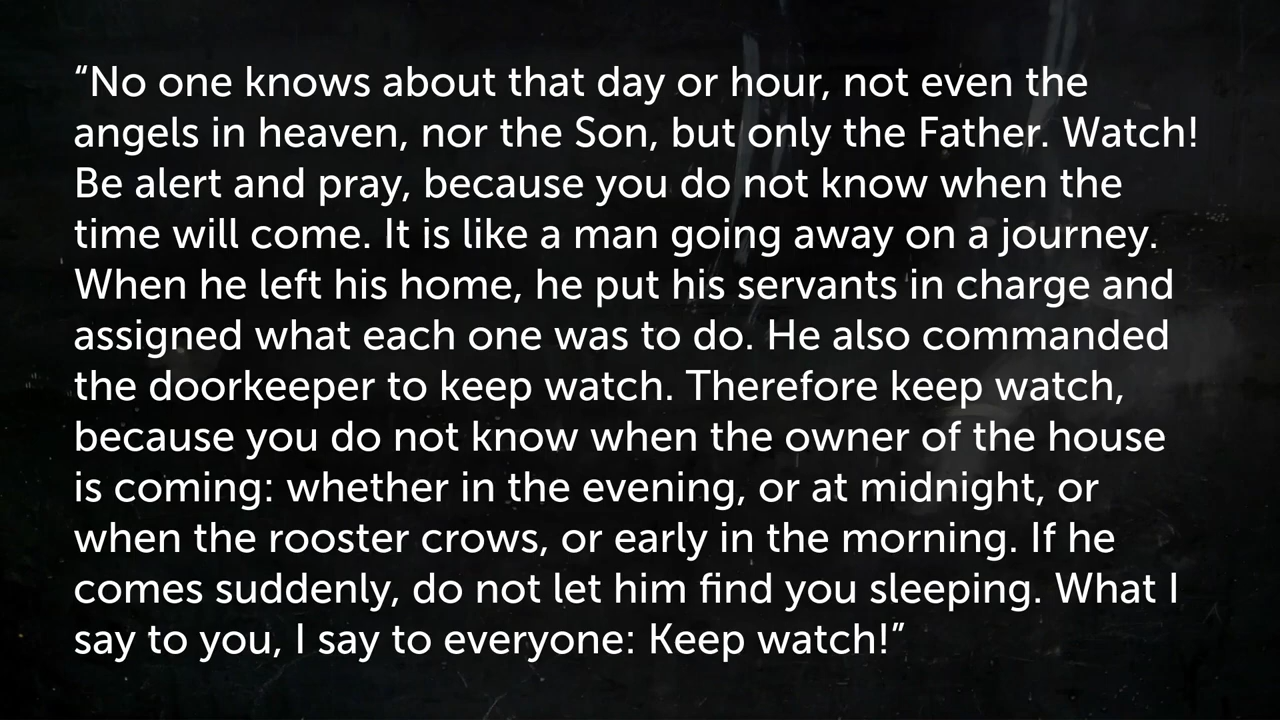 “No one knows about that day or hour, not even the
angels in heaven, nor the Son, but only the Father. Watch!
Be alert and pray, because you do not know when the
time will come. It is like a man going away on a journey.
When he left his home, he put his servants in charge and
assigned what each one was to do. He also commanded
the doorkeeper to keep watch. Therefore keep watch,
because you do not know when the owner of the house
is coming: whether in the evening, or at midnight, or
when the rooster crows, or early in the morning. If he
comes suddenly, do not let him find you sleeping. What I
say to you, I say to everyone: Keep watch!”